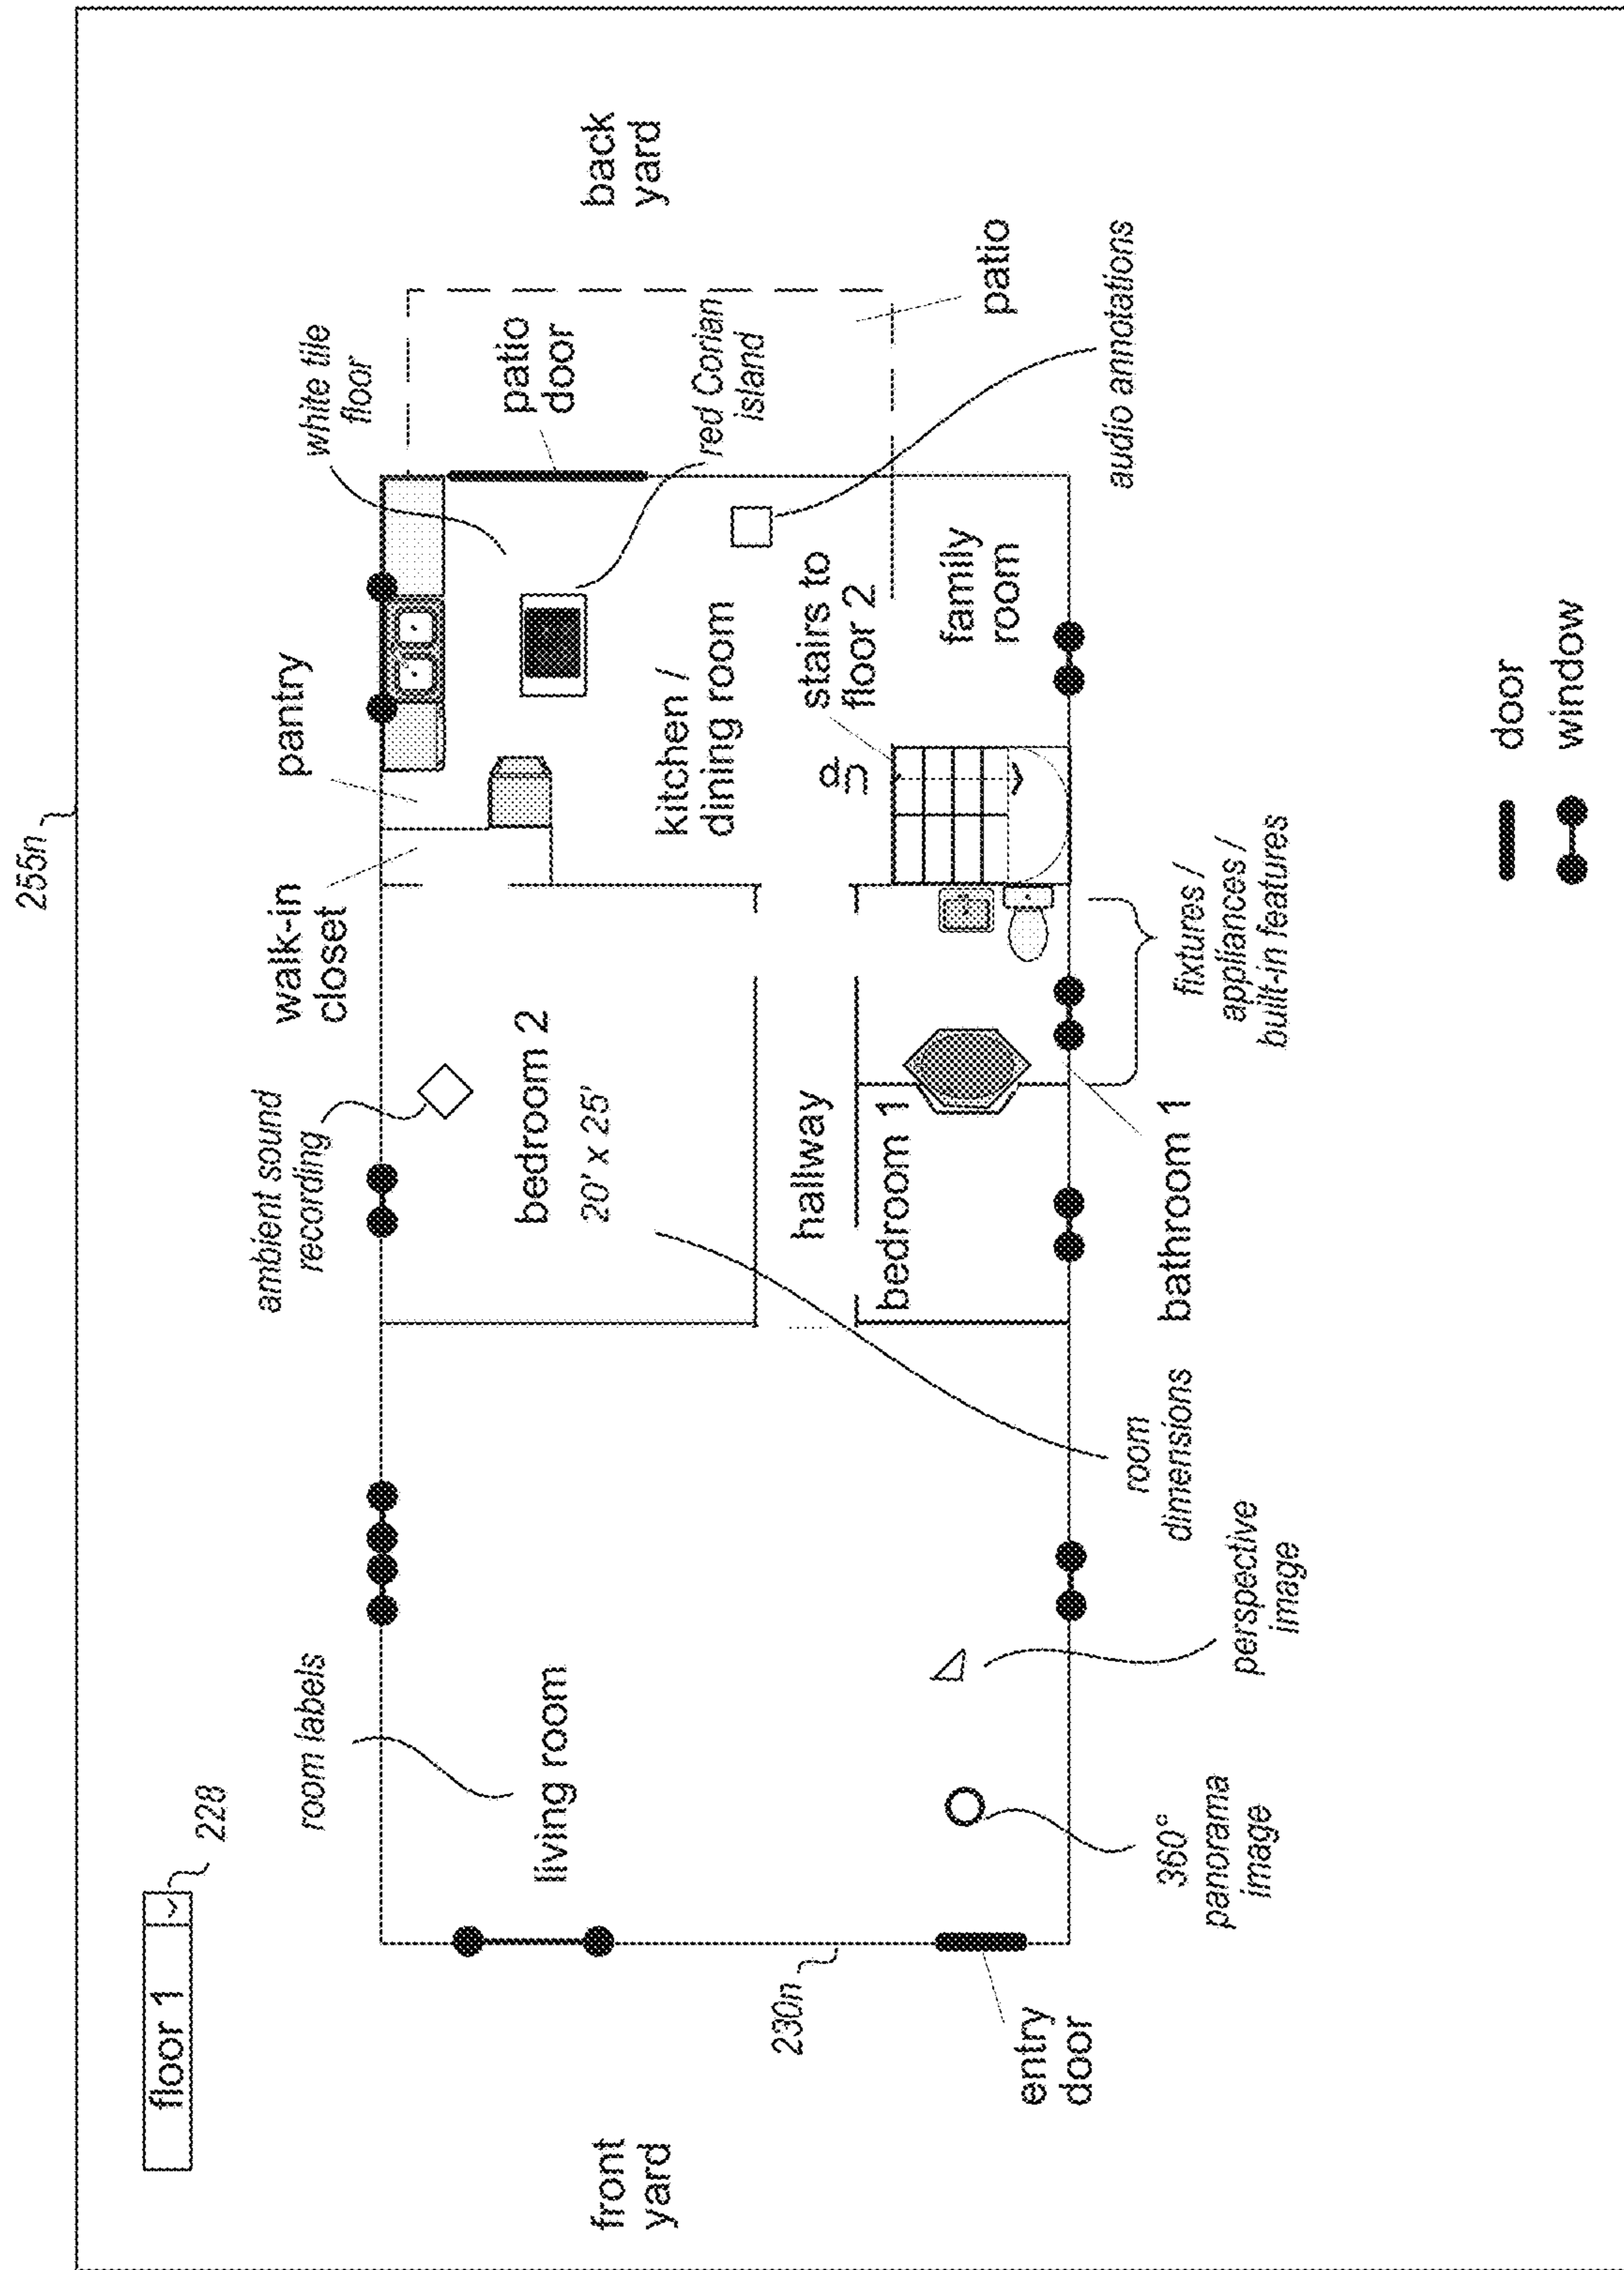 255n
floor 1
228
front
yard
back
yard
room labels
ambient sound
recording
walk-in
closet
pantry
white tile
floor
living room
bedroom 2
20' x 25'
patio
door
red Corian
island
kitchen /
dining room
hallway
up
stairs to
floor 2
bedroom 1
family
room
patio
230n
entry
door
360°
panorama
image
perspective
image
room
dimensions
bathroom 1
fixtures /
appliances /
built-in features
audio annotations
door
window